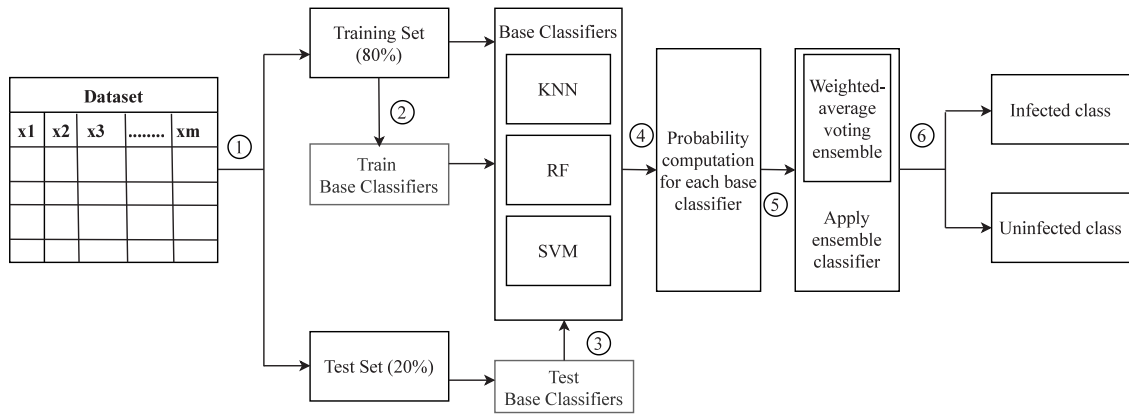 Dataset
x1 x2 x3 ........ xm
1
Training Set
(80%)
2
Train
Base Classifiers
Test Set (20%)
Test
Base Classifiers
3
Base Classifiers
KNN
RF
SVM
4
Probability
computation
for each base
classifier
5
Weighted-
average
voting
ensemble
Apply
ensemble
classifier
6
Infected class
Uninfected class